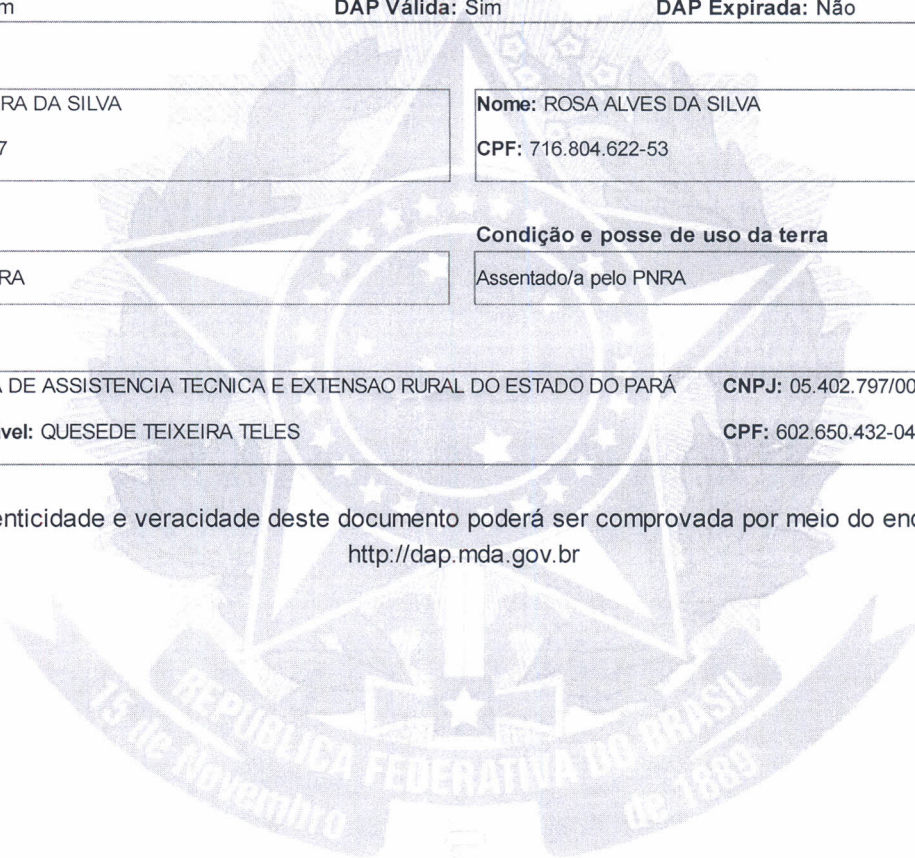 DAP Válida: Sim DAP Expirada: Não
RA DA SILVA
7
Nome: ROSA ALVES DA SILVA
CPF: 716.804.622-53
Condição e posse de uso da terra
RA
Assentado/a pelo PNRA
A DE ASSISTENCIA TECNICA E EXTENSAO RURAL DO ESTADO DO PARÁ CNPJ: 05.402.797/00
vel: QUESEDE TEIXEIRA TELES CPF: 602.650.432-04
enticidade e veracidade deste documento poderá ser comprovada por meio do end
http://dap.mda.gov.br
REPÚBLICA FEDERATIVA DO BRASIL
15 de Novembro de 1889